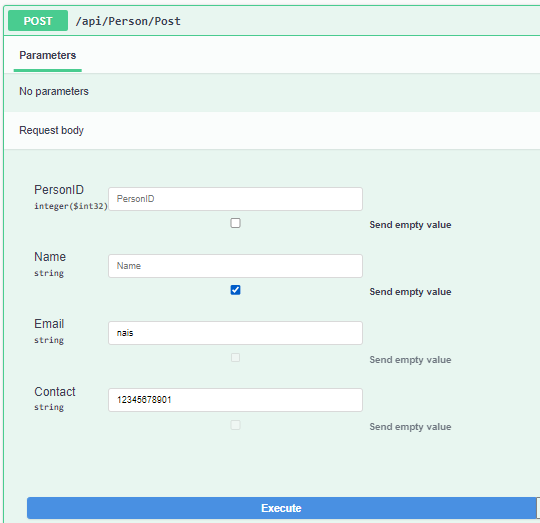 POST /api/Person/Post
Parameters
No parameters
Request body
PersonID
integer($int32)
PersonID
Send empty value
Name
string
Name
Send empty value
Email
string
nais
Send empty value
Contact
string
12345678901
Send empty value
Execute